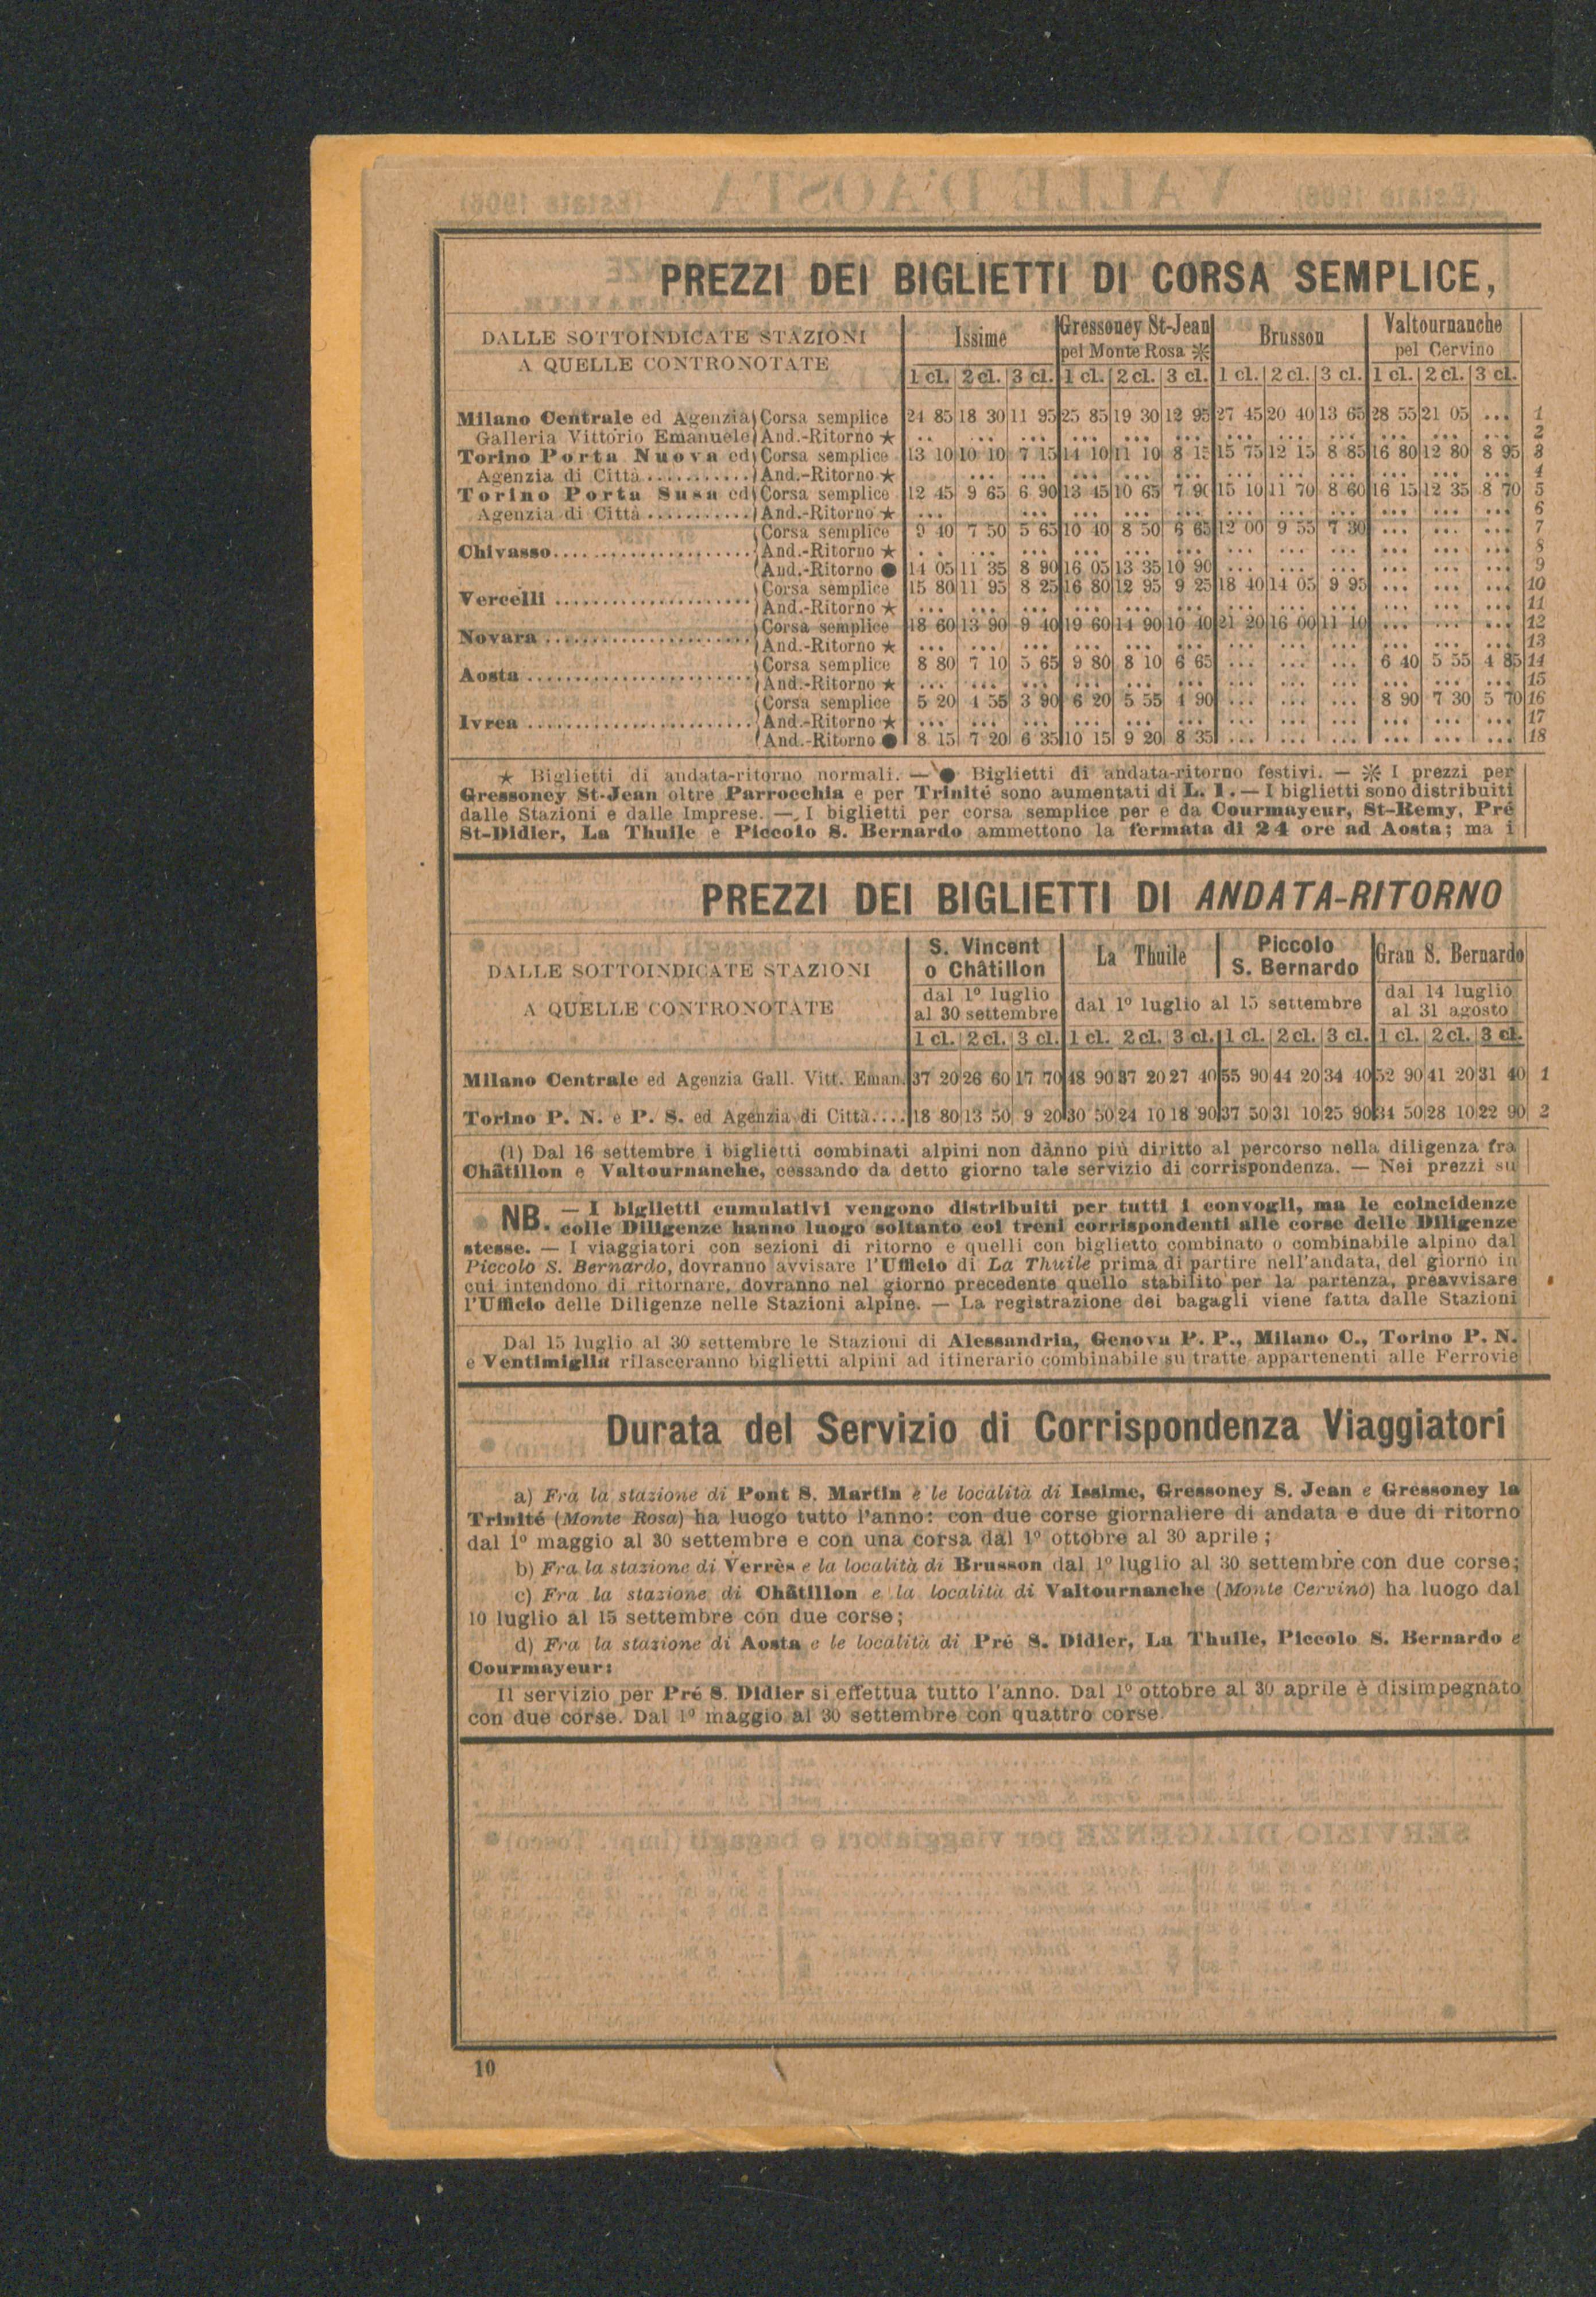 PREZZI DEI BIGLIETTI DI CORSA SEMPLICE,
DALLE SOTTOINDICATE STAZIONI
A QUELLE CONTRONOTATE
Issime
Gressoney St-Jean
pel Monte Rosa ❊
Brusson
Valtournanche
pel Cervino
1 cl. 2 cl. 3 cl. 1 cl. 2 cl. 3 cl. 1 cl. 2 cl. 3 cl. 1 cl. 2 cl. 3 cl.
Milano Centrale ed Agenzia Corsa semplice 24 85 18 30 11 95 25 85 19 30 12 95 27 45 20 40 13 65 28 55 21 05 ... 1
Galleria Vittorio Emanuele And.-Ritorno ★ ... ... ... ... ... ... ... ... ... ... ... ... 2
Torino Porta Nuova ed Corsa semplice 13 10 10 10 7 15 14 10 11 10 8 15 15 75 12 15 8 85 16 80 12 80 8 95 3
Agenzia di Città ........... And.-Ritorno ★ ... ... ... ... ... ... ... ... ... ... ... 4
Torino Porta Susa ed Corsa semplice 12 45 9 65 6 90 13 45 10 65 7 90 15 10 11 70 8 60 16 15 12 35 8 70 5
Agenzia di Città ........... And.-Ritorno ★ ... ... ... ... ... ... ... ... ... ... ... ... 6
Corsa semplice 9 40 7 50 5 65 10 40 8 50 6 65 12 00 9 55 7 30 ... ... ... 7
Chivasso..................... And.-Ritorno ★ ... ... ... ... ... ... ... ... ... ... ... ... 8
And.-Ritorno ● 14 05 11 35 8 90 16 05 13 35 10 90 ... ... ... ... ... ... 9
Vercelli ..................... Corsa semplice 15 80 11 95 8 25 16 80 12 95 9 25 18 40 14 05 9 95 ... ... ... 10
And.-Ritorno ★ ... ... ... ... ... ... ... ... ... ... ... ... 11
Novara ...................... Corsa semplice 18 60 13 90 9 40 19 60 14 90 10 40 21 20 16 00 11 10 ... ... ... 12
And.-Ritorno ★ ... ... ... ... ... ... ... ... ... ... ... ... 13
Aosta ........................ Corsa semplice 8 80 7 10 5 65 9 80 8 10 6 65 ... ... ... 6 40 5 55 4 85 14
And.-Ritorno ★ ... ... ... ... ... ... ... ... ... ... ... ... 15
Corsa semplice 5 20 4 55 3 90 6 20 5 55 4 90 ... ... ... 8 90 7 30 5 70 16
Ivrea ........................ And.-Ritorno ★ ... ... ... ... ... ... ... ... ... ... ... ... 17
And.-Ritorno ● 8 15 7 20 6 35 10 15 9 20 8 35 ... ... ... ... ... ... 18
★ Biglietti di andata-ritorno normali. — ● Biglietti di andata-ritorno festivi. — ❊ I prezzi per
Gressoney St-Jean oltre Parrocchia e per Trinité sono aumentati di L. 1. — I biglietti sono distribuiti
dalle Stazioni e dalle Imprese. — I biglietti per corsa semplice per e da Courmayeur, St-Remy, Pré
St-Didier, La Thuile e Piccolo S. Bernardo ammettono la fermata di 24 ore ad Aosta; ma i
PREZZI DEI BIGLIETTI DI ANDATA-RITORNO
DALLE SOTTOINDICATE STAZIONI
A QUELLE CONTRONOTATE
S. Vincent
o Châtillon
La Thuile
Piccolo
S. Bernardo
Gran S. Bernardo
dal 1º luglio
al 30 settembre
dal 1º luglio al 15 settembre
dal 14 luglio
al 31 agosto
1 cl. 2 cl. 3 cl. 1 cl. 2 cl. 3 cl. 1 cl. 2 cl. 3 cl. 1 cl. 2 cl. 3 cl.
Milano Centrale ed Agenzia Gall. Vitt. Eman. 37 20 26 60 17 70 48 90 37 20 27 40 55 90 44 20 34 40 52 90 41 20 31 40 1
Torino P. N. e P. S. ed Agenzia di Città.... 18 80 13 50 9 20 30 50 24 10 18 90 37 50 31 10 25 90 34 50 28 10 22 90 2
(1) Dal 16 settembre i biglietti combinati alpini non dànno più diritto al percorso nella diligenza fra
Châtillon e Valtournanche, cessando da detto giorno tale servizio di corrispondenza. — Nei prezzi su
NB. — I biglietti cumulativi vengono distribuiti per tutti i convogli, ma le coincidenze
colle Diligenze hanno luogo soltanto coi treni corrispondenti alle corse delle Diligenze
stesse. — I viaggiatori con sezioni di ritorno e quelli con biglietto combinato o combinabile alpino dal
Piccolo S. Bernardo, dovranno avvisare l'Ufficio di La Thuile prima di partire nell'andata, del giorno in
cui intendono di ritornare, dovranno nel giorno precedente quello stabilito per la partenza, preavvisare
l'Ufficio delle Diligenze nelle Stazioni alpine. — La registrazione dei bagagli viene fatta dalle Stazioni
Dal 15 luglio al 30 settembre le Stazioni di Alessandria, Genova P. P., Milano C., Torino P. N.
e Ventimiglia rilasceranno biglietti alpini ad itinerario combinabile su tratte appartenenti alle Ferrovie
Durata del Servizio di Corrispondenza Viaggiatori
a) Fra la stazione di Pont S. Martin e le località di Issime, Gressoney S. Jean e Gressoney la
Trinité (Monte Rosa) ha luogo tutto l'anno: con due corse giornaliere di andata e due di ritorno
dal 1º maggio al 30 settembre e con una corsa dal 1º ottobre al 30 aprile;
b) Fra la stazione di Verrès e la località di Brusson dal 1º luglio al 30 settembre con due corse;
c) Fra la stazione di Châtillon e la località di Valtournanche (Monte Cervino) ha luogo dal
10 luglio al 15 settembre con due corse;
d) Fra la stazione di Aosta e le località di Pré S. Didier, La Thuile, Piccolo S. Bernardo e
Courmayeur:
Il servizio per Pré S. Didier si effettua tutto l'anno. Dal 1º ottobre al 30 aprile è disimpegnato
con due corse. Dal 1º maggio al 30 settembre con quattro corse.
10